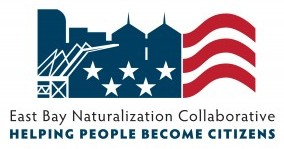 East Bay Naturalization Collaborative
HELPING PEOPLE BECOME CITIZENS